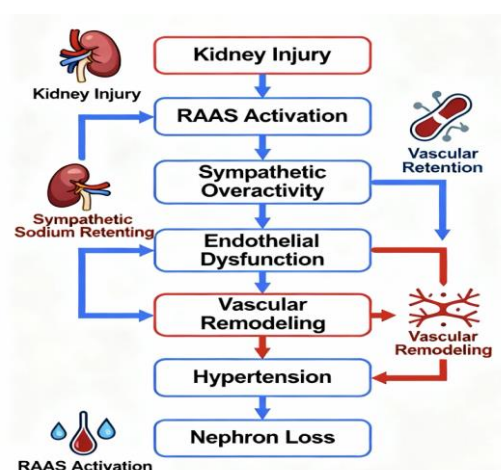 Kidney Injury
Kidney Injury
RAAS Activation
Vascular
Retention
Sympathetic
Overactivity
Sympathetic
Sodium Retenting
Endothelial
Dysfunction
Vascular
Remodeling
Vascular
Remodeling
Hypertension
Nephron Loss
RAAS Activation